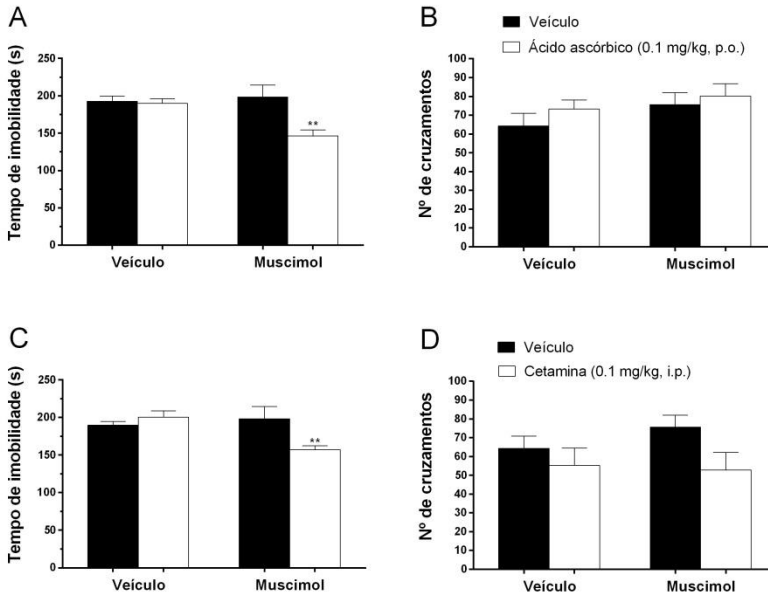 A
Tempo de imobilidade (s)
250
200
150
100
50
0
**
Veículo
Muscimol
B
Veículo
Ácido ascórbico (0.1 mg/kg, p.o.)
Nº de cruzamentos
100
90
80
70
60
50
40
30
20
10
0
Veículo
Muscimol
C
Tempo de imobilidade (s)
250
200
150
100
50
0
**
Veículo
Muscimol
D
Veículo
Cetamina (0.1 mg/kg, i.p.)
Nº de cruzamentos
100
90
80
70
60
50
40
30
20
10
0
Veículo
Muscimol